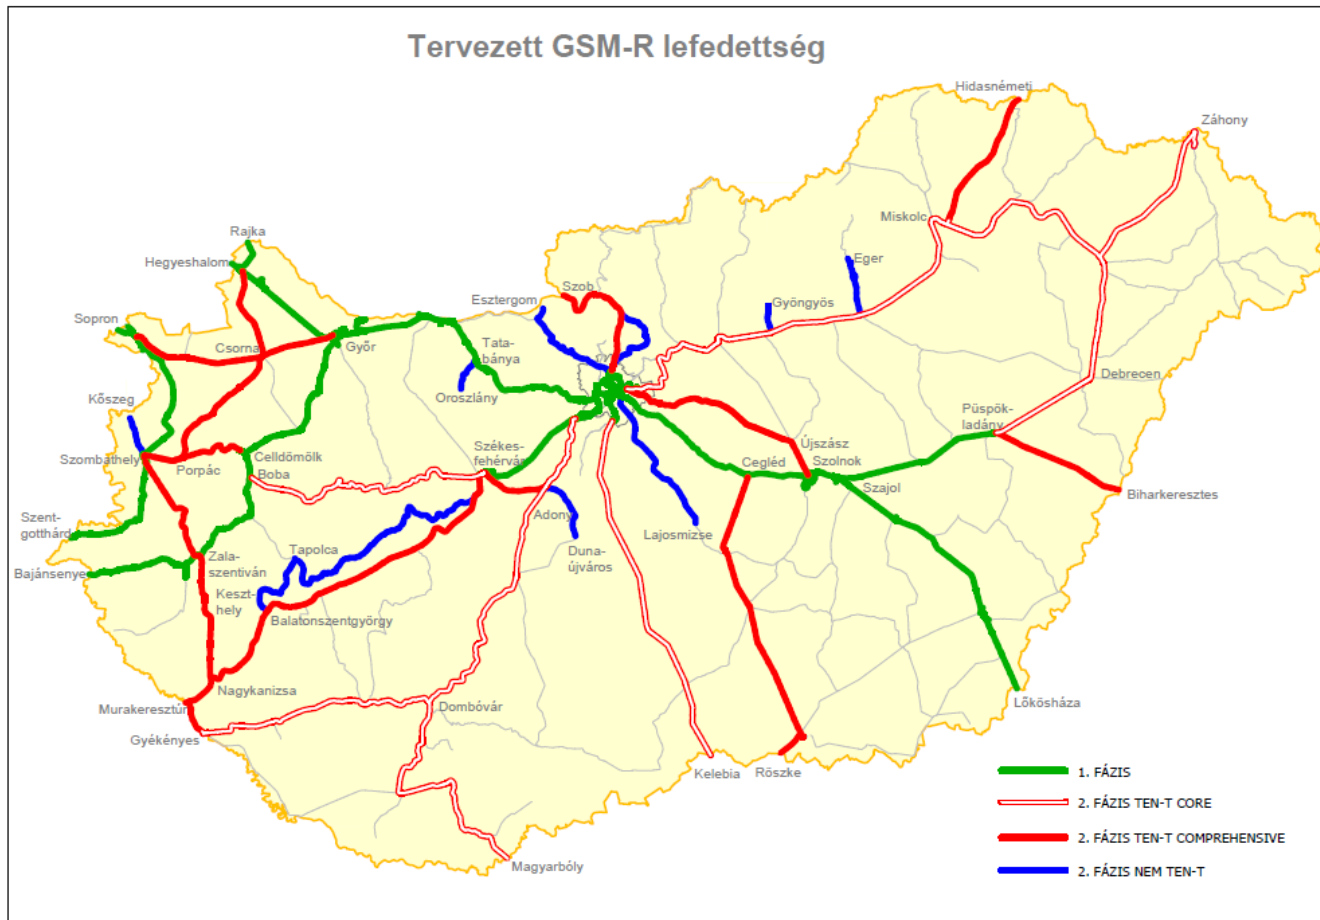 Tervezett GSM-R lefedettség
Hidasnémeti
Záhony
Miskolc
Rajka
Hegyeshalom
Eger
Szob
Esztergom
Gyöngyös
Sopron
Csorna
Győr
Tata-
bánya
Debrecen
Oroszlány
Kőszeg
Püspök-
ladány
Újszász
Székes-
fehérvár
Szombathely
Porpác
Celldömölk
Boba
Cegléd
Szolnok
Szajol
Biharkeresztes
Szent-
gotthárd
Adony
Lajosmizse
Tapolca
Duna-
újváros
Zala-
szentiván
Bajánsenye
Keszt-
hely
Balatonszentgyörgy
Nagykanizsa
Murakeresztúr
Dombóvár
Lőkösháza
Gyékényes
Kelebia
Röszke
Magyarbóly
1. FÁZIS
2. FÁZIS TEN-T CORE
2. FÁZIS TEN-T COMPREHENSIVE
2. FÁZIS NEM TEN-T